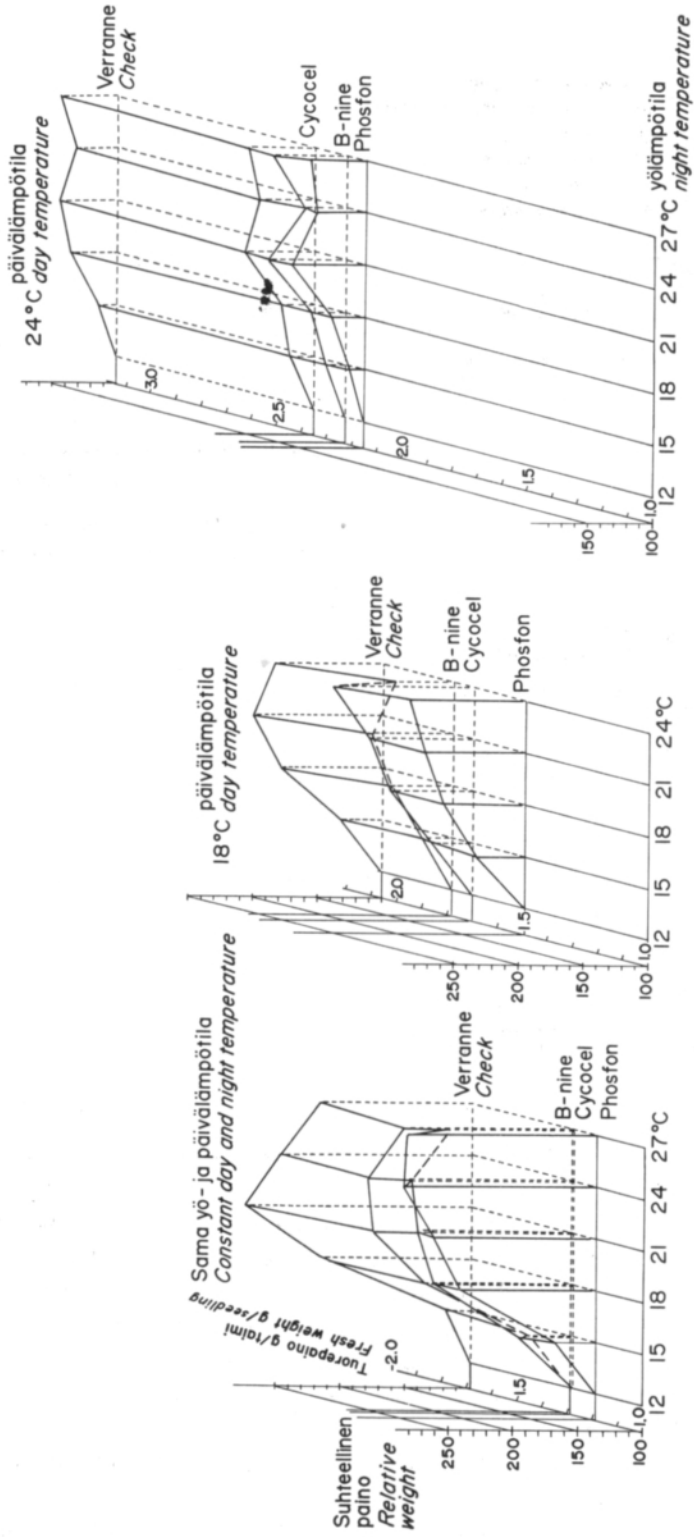 Suhteellinen
paino
Relative
weight
Tuorepaino g/taimi
Fresh weight g/seedling
Sama yö- ja päivälämpötila
Constant day and night temperature
250
200
150
100
1.0
1.5
2.0
12
15
18
21
24
27°C
Verranne
Check
B-nine
Cycocel
Phosfon
18°C päivälämpötila
day temperature
250
200
150
100
1.0
1.5
2.0
12
15
18
21
24°C
Verranne
Check
B-nine
Cycocel
Phosfon
24°C päivälämpötila
day temperature
150
100
1.0
1.5
2.0
2.5
3.0
12
15
18
21
24
27°C
yölämpötila
night temperature
Verranne
Check
Cycocel
B-nine
Phosfon